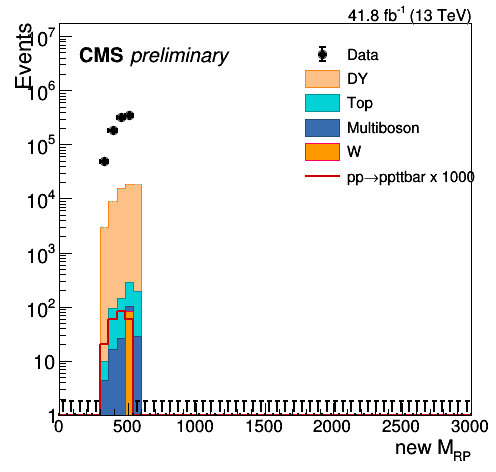 41.8 fb⁻¹ (13 TeV)
Events
CMS preliminary
Data
DY
Top
Multiboson
W
pp→ppttbar x 1000
10⁷
10⁶
10⁵
10⁴
10³
10²
10
1
0 500 1000 1500 2000 2500 3000
new M_RP